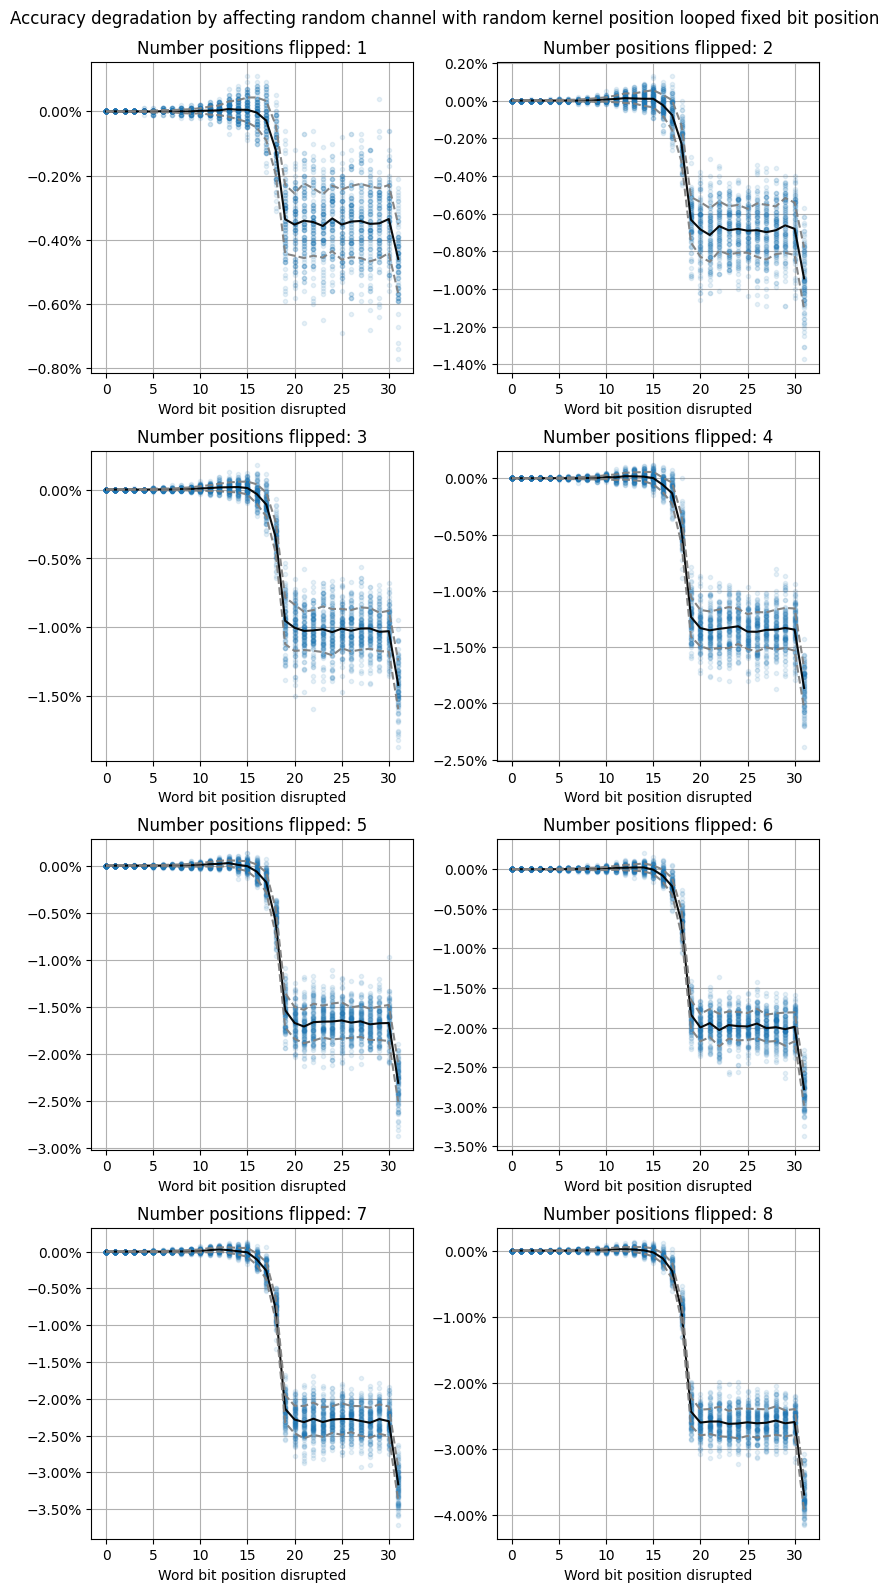 Accuracy degradation by affecting random channel with random kernel position looped fixed bit position
Number positions flipped: 1
0.00%
−0.20%
−0.40%
−0.60%
−0.80%
0 5 10 15 20 25 30
Word bit position disrupted
Number positions flipped: 2
0.20%
0.00%
−0.20%
−0.40%
−0.60%
−0.80%
−1.00%
−1.20%
−1.40%
0 5 10 15 20 25 30
Word bit position disrupted
Number positions flipped: 3
0.00%
−0.50%
−1.00%
−1.50%
0 5 10 15 20 25 30
Word bit position disrupted
Number positions flipped: 4
0.00%
−0.50%
−1.00%
−1.50%
−2.00%
−2.50%
0 5 10 15 20 25 30
Word bit position disrupted
Number positions flipped: 5
0.00%
−0.50%
−1.00%
−1.50%
−2.00%
−2.50%
−3.00%
0 5 10 15 20 25 30
Word bit position disrupted
Number positions flipped: 6
0.00%
−0.50%
−1.00%
−1.50%
−2.00%
−2.50%
−3.00%
−3.50%
0 5 10 15 20 25 30
Word bit position disrupted
Number positions flipped: 7
0.00%
−0.50%
−1.00%
−1.50%
−2.00%
−2.50%
−3.00%
−3.50%
0 5 10 15 20 25 30
Word bit position disrupted
Number positions flipped: 8
0.00%
−1.00%
−2.00%
−3.00%
−4.00%
0 5 10 15 20 25 30
Word bit position disrupted